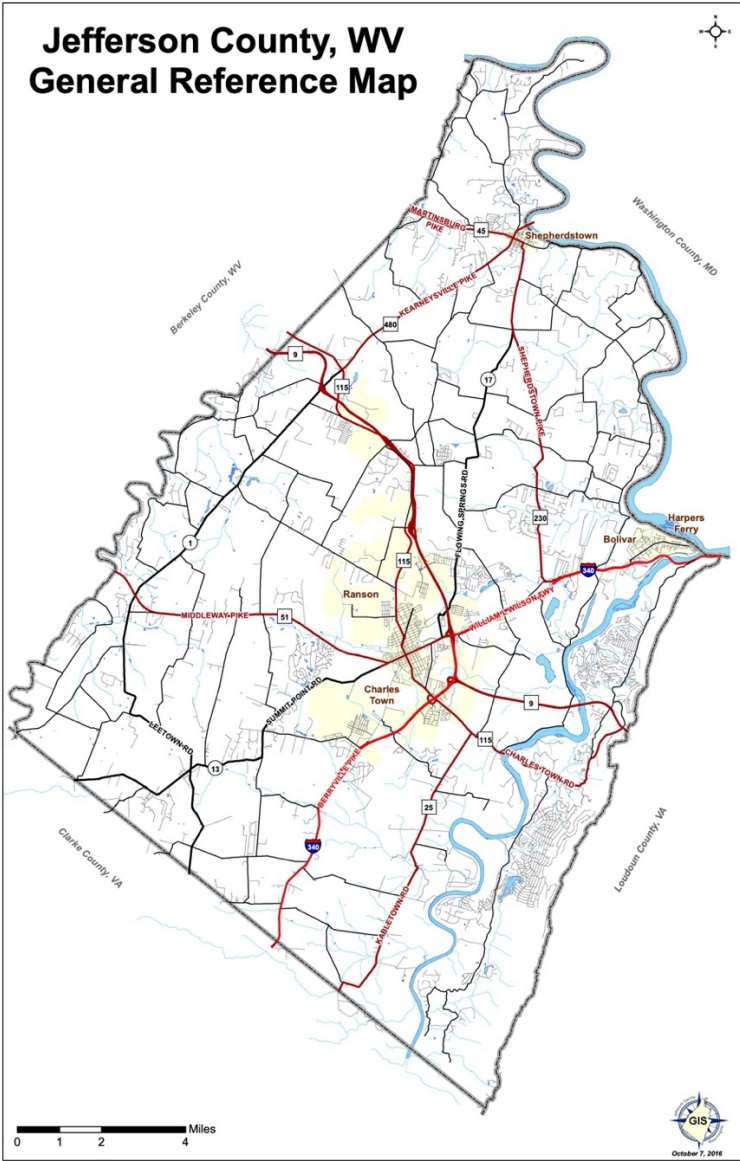 Jefferson County, WV
General Reference Map
N
W
E
S
MARTINSBURG
PIKE
45
Shepherdstown
Washington County, MD
Berkeley County, WV
KEARNEYSVILLE PIKE
480
9
115
17
SHEPHERDSTOWN PIKE
FLOWING SPRINGS RD
230
Harpers
Ferry
Bolivar
1
115
340
Ranson
MIDDLEWAY PIKE
51
WILLIAM L WILSON FWY
SUMMIT POINT RD
Charles
Town
9
LEETOWN RD
115
CHARLES TOWN RD
13
BERRYVILLE PIKE
25
340
Clarke County, VA
Loudoun County, VA
KABLETOWN RD
Miles
0 1 2 4
GIS
October 7, 2016